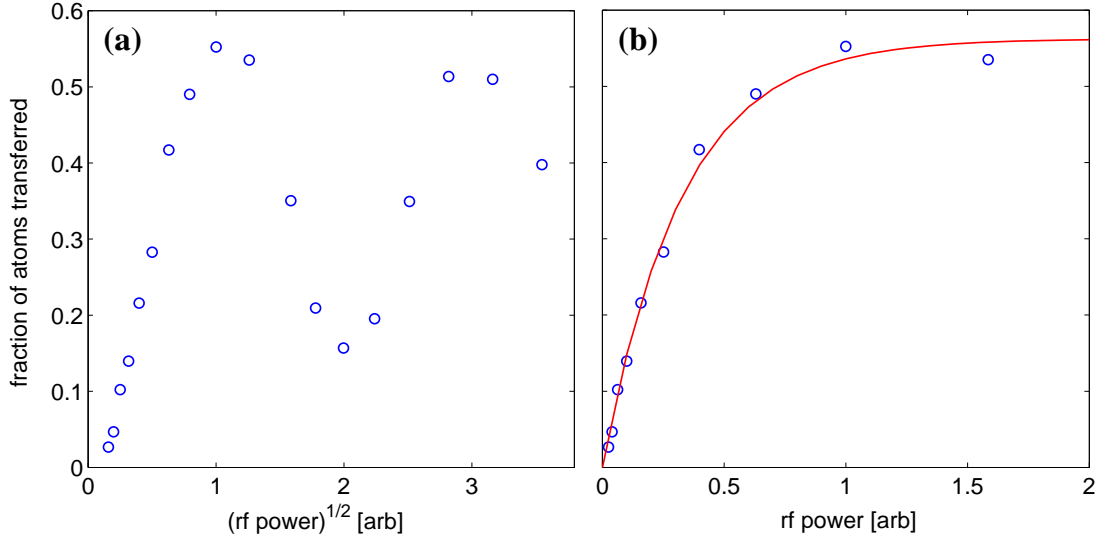 (a)
(b)
0.6
0.5
0.4
0.3
0.2
0.1
0
fraction of atoms transferred
0 1 2 3
(rf power)^{1/2} [arb]
0 0.5 1 1.5 2
rf power [arb]